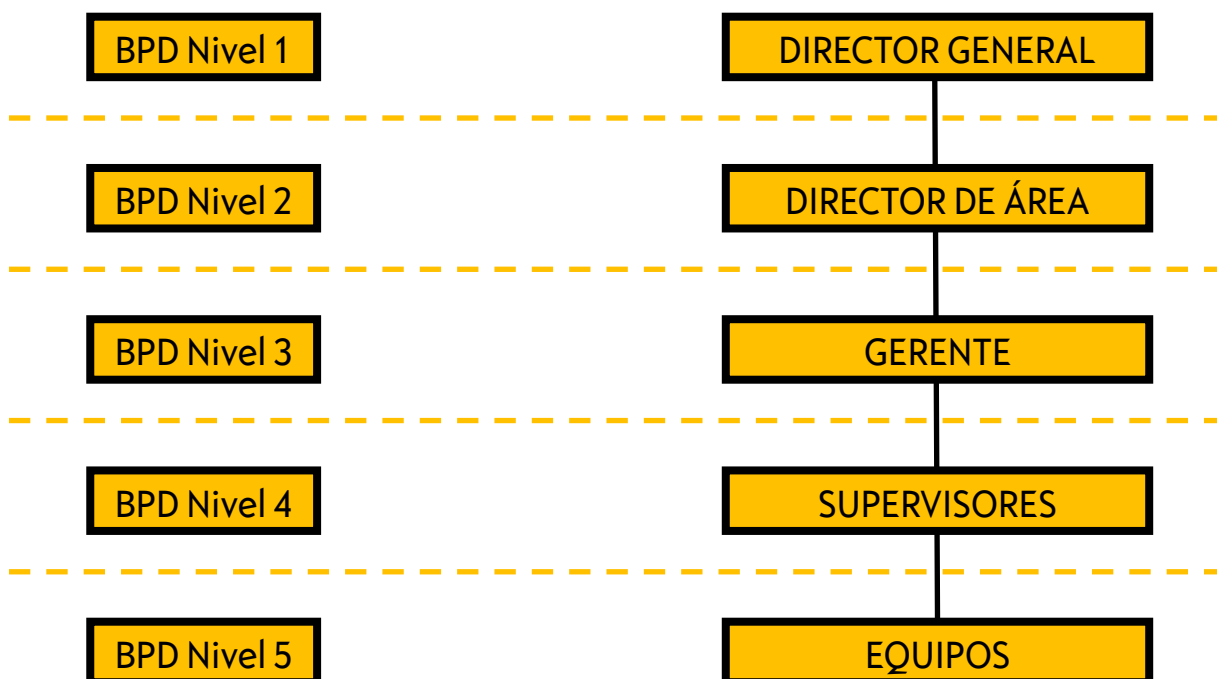 BPD Nivel 1
DIRECTOR GENERAL
BPD Nivel 2
DIRECTOR DE ÁREA
BPD Nivel 3
GERENTE
BPD Nivel 4
SUPERVISORES
BPD Nivel 5
EQUIPOS